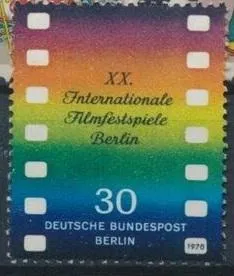 XX.
Internationale
Filmfestspiele
Berlin
30
DEUTSCHE BUNDESPOST
BERLIN
1970